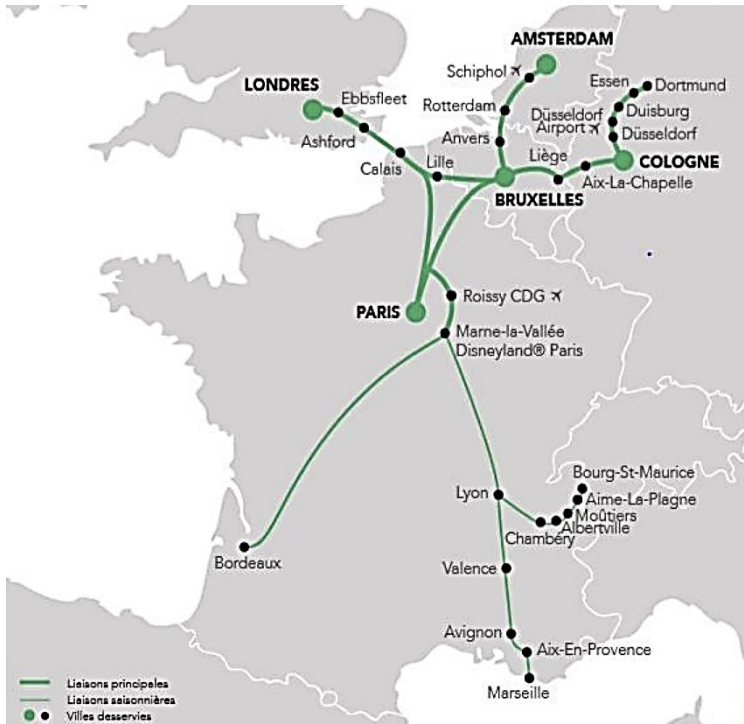 AMSTERDAM
Schiphol
LONDRES
Ebbsfleet
Essen
Dortmund
Rotterdam
Düsseldorf
Airport
Duisburg
Ashford
Anvers
Düsseldorf
Calais
Lille
Liège
COLOGNE
Aix-La-Chapelle
BRUXELLES
PARIS
Roissy CDG
Marne-la-Vallée
Disneyland® Paris
Bourg-St-Maurice
Lyon
Aime-La-Plagne
Moûtiers
Albertville
Chambéry
Bordeaux
Valence
Avignon
Aix-En-Provence
Marseille
Liaisons principales
Liaisons saisonnières
Villes desservies